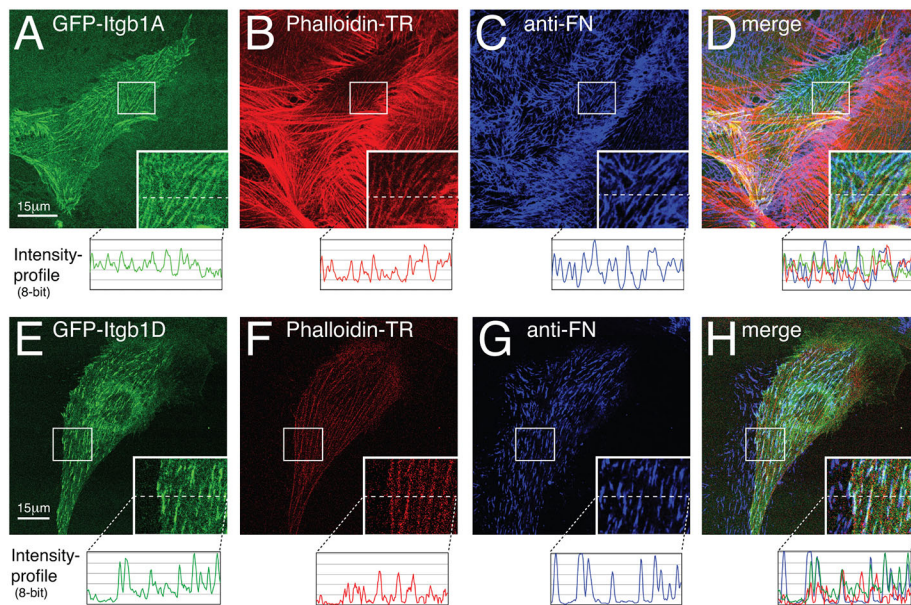 A GFP-Itgb1A
B Phalloidin-TR
C anti-FN
D merge
15μm
Intensity-
profile
(8-bit)
E GFP-Itgb1D
F Phalloidin-TR
G anti-FN
H merge
15μm
Intensity-
profile
(8-bit)